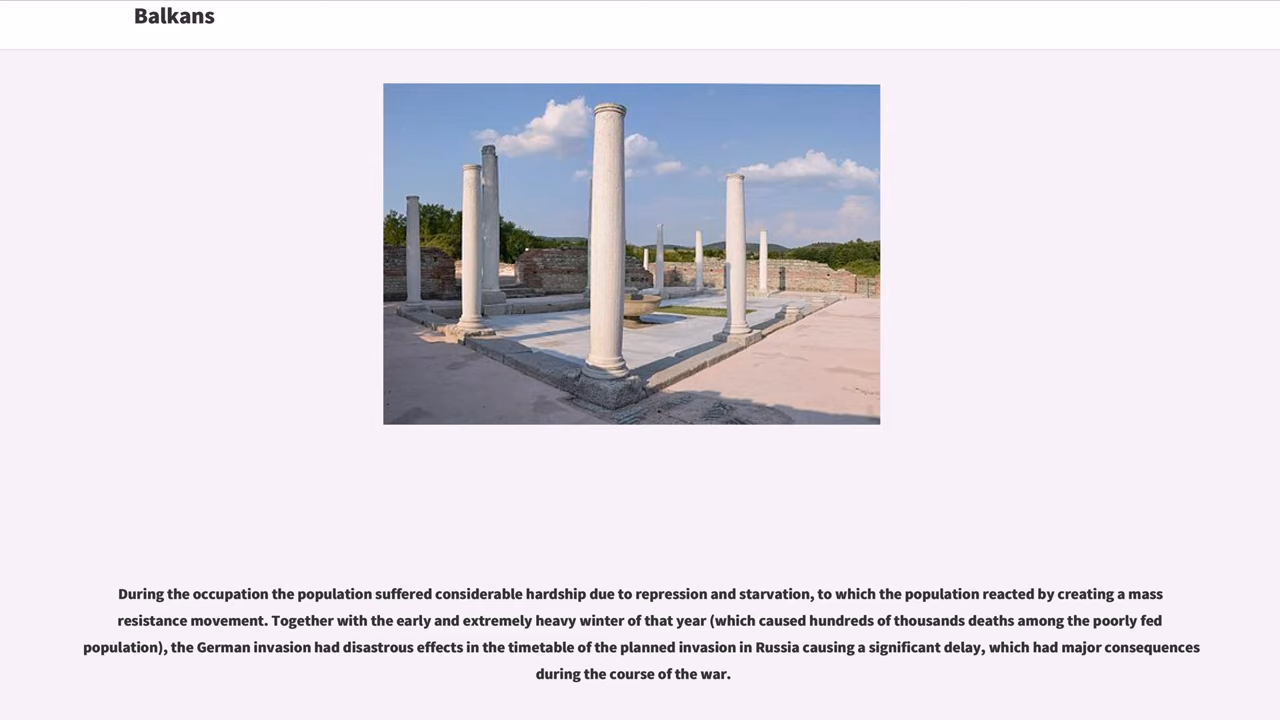 Balkans
During the occupation the population suffered considerable hardship due to repression and starvation, to which the population reacted by creating a mass
resistance movement. Together with the early and extremely heavy winter of that year (which caused hundreds of thousands deaths among the poorly fed
population), the German invasion had disastrous effects in the timetable of the planned invasion in Russia causing a significant delay, which had major consequences
during the course of the war.